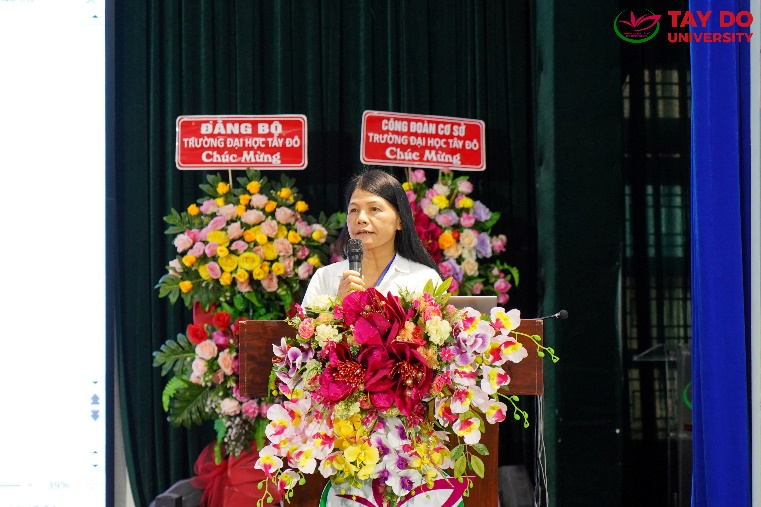 TAY DO
UNIVERSITY
ĐẢNG BỘ
TRƯỜNG ĐẠI HỌC TÂY ĐÔ
Chúc Mừng
CÔNG ĐOÀN CƠ SỞ
TRƯỜNG ĐẠI HỌC TÂY ĐÔ
Chúc Mừng